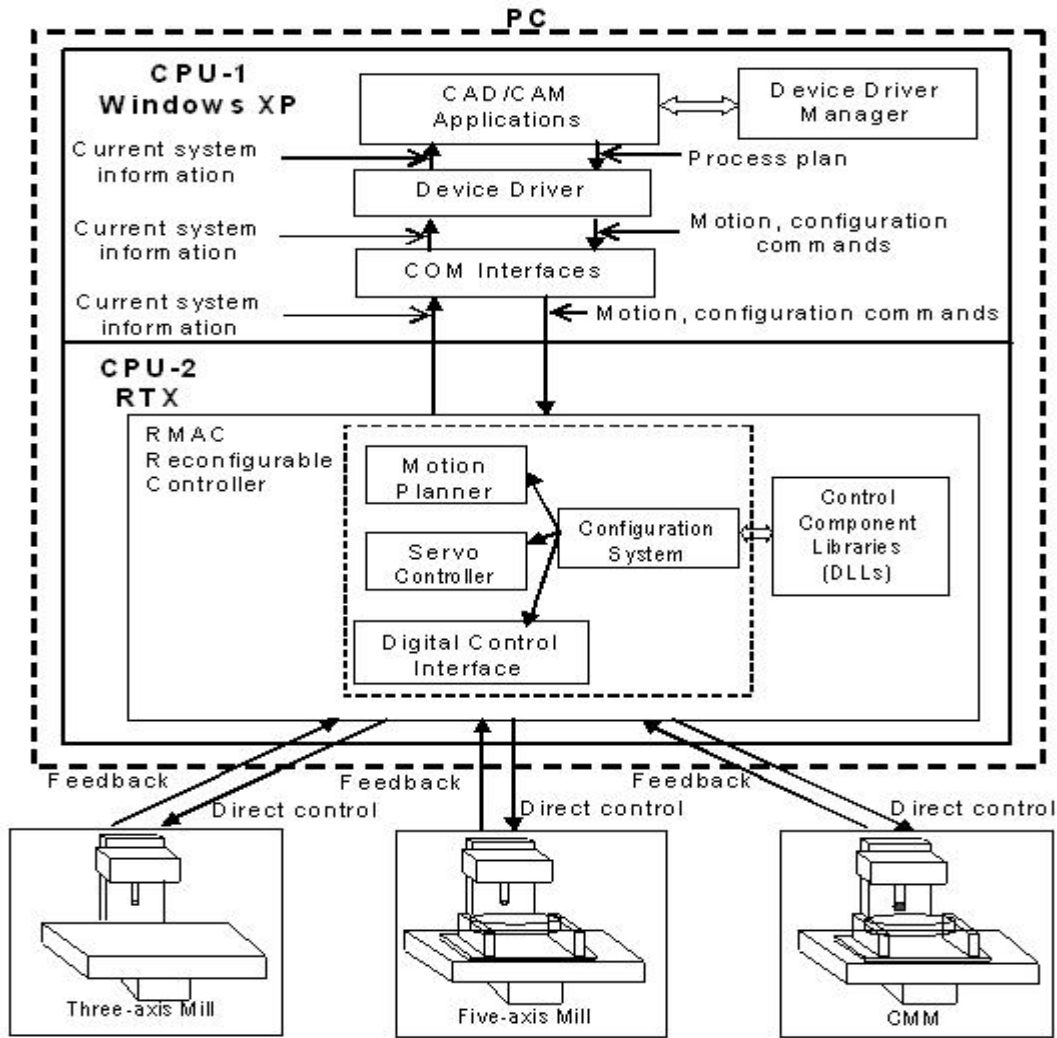 PC
CPU-1
Windows XP
CAD/CAM
Applications
Device Driver
Manager
Current system
information
Process plan
Device Driver
Current system
information
Motion, configuration
commands
COM Interfaces
Current system
information
Motion, configuration commands
CPU-2
RTX
RMAC
Reconfigurable
Controller
Motion
Planner
Servo
Controller
Digital Control
Interface
Configuration
System
Control
Component
Libraries
(DLLs)
Feedback
Direct control
Feedback
Direct control
Feedback
Direct control
Three-axis Mill
Five-axis Mill
CMM